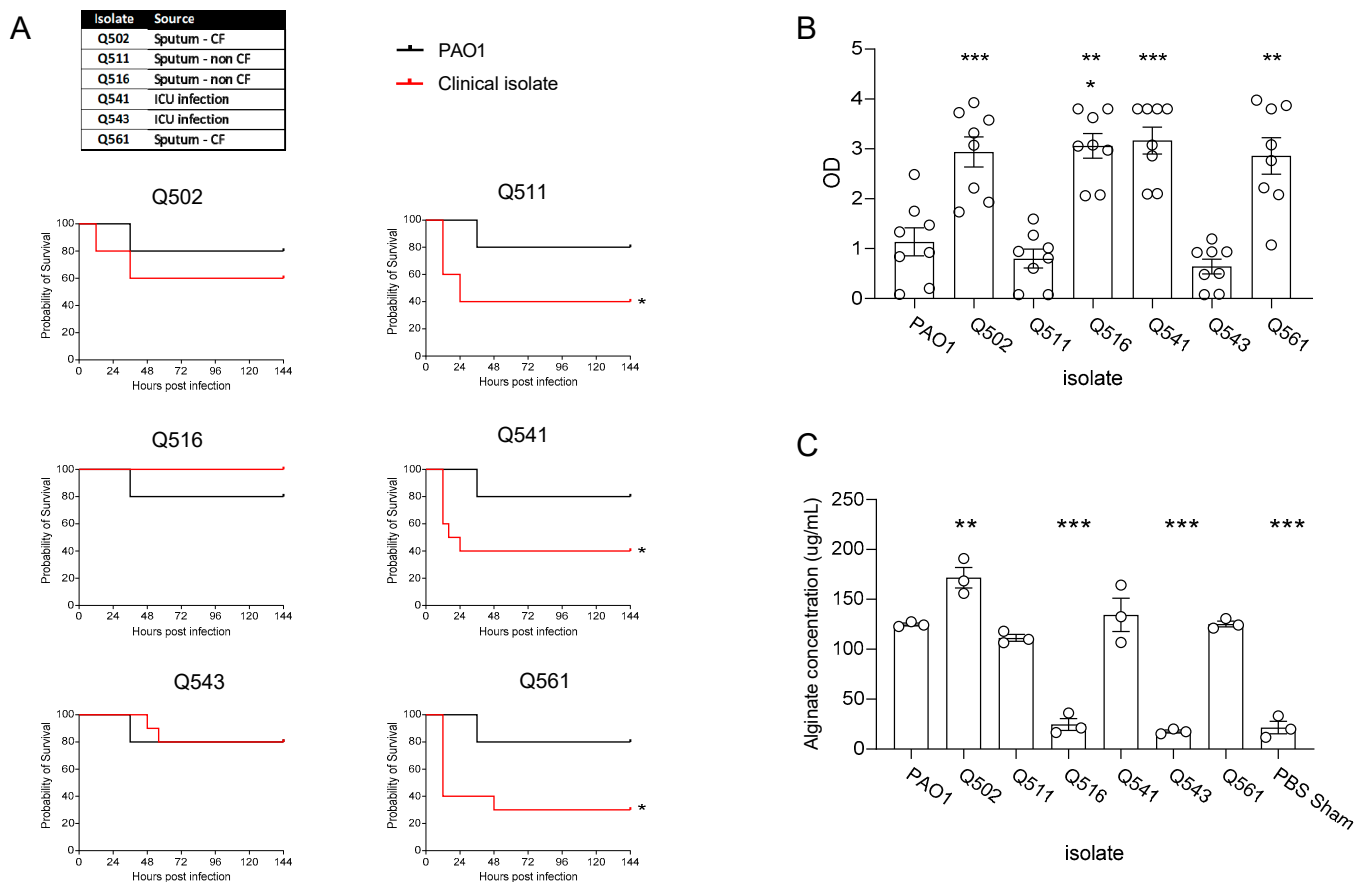 A
Isolate Source
Q502 Sputum - CF
Q511 Sputum - non CF
Q516 Sputum - non CF
Q541 ICU infection
Q543 ICU infection
Q561 Sputum - CF
PAO1
Clinical isolate
Q502
Probability of Survival
100
80
60
40
20
0
0 24 48 72 96 120 144
Hours post infection
Q511
Probability of Survival
100
80
60
40
20
0
*
0 24 48 72 96 120 144
Hours post infection
Q516
Probability of Survival
100
80
60
40
20
0
0 24 48 72 96 120 144
Hours post infection
Q541
Probability of Survival
100
80
60
40
20
0
*
0 24 48 72 96 120 144
Hours post infection
Q543
Probability of Survival
100
80
60
40
20
0
0 24 48 72 96 120 144
Hours post infection
Q561
Probability of Survival
100
80
60
40
20
0
*
0 24 48 72 96 120 144
Hours post infection
B
OD
5
4
3
2
1
0
*** ** *** **
*
PAO1 Q502 Q511 Q516 Q541 Q543 Q561
isolate
C
Alginate concentration (ug/mL)
250
200
150
100
50
0
** *** *** ***
PAO1 Q502 Q511 Q516 Q541 Q543 Q561 PBS Sham
isolate